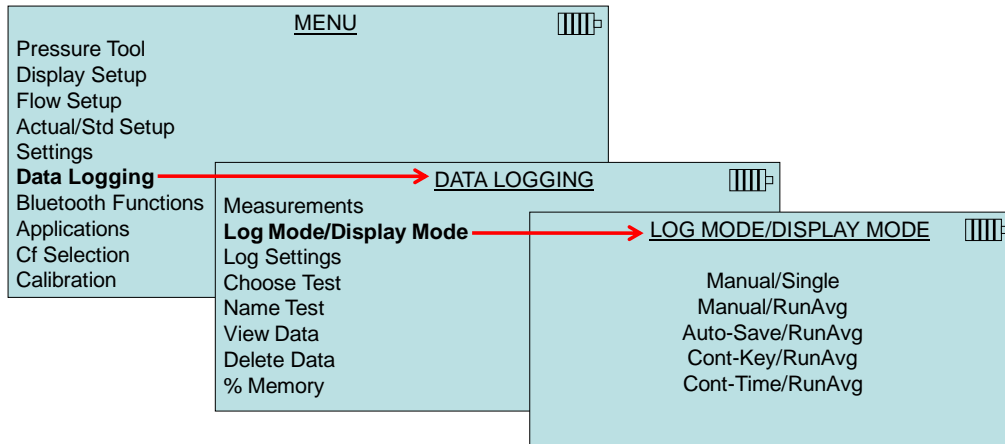 MENU
Pressure Tool
Display Setup
Flow Setup
Actual/Std Setup
Settings
Data Logging
Bluetooth Functions
Applications
Cf Selection
Calibration
DATA LOGGING
Measurements
Log Mode/Display Mode
Log Settings
Choose Test
Name Test
View Data
Delete Data
% Memory
LOG MODE/DISPLAY MODE
Manual/Single
Manual/RunAvg
Auto-Save/RunAvg
Cont-Key/RunAvg
Cont-Time/RunAvg